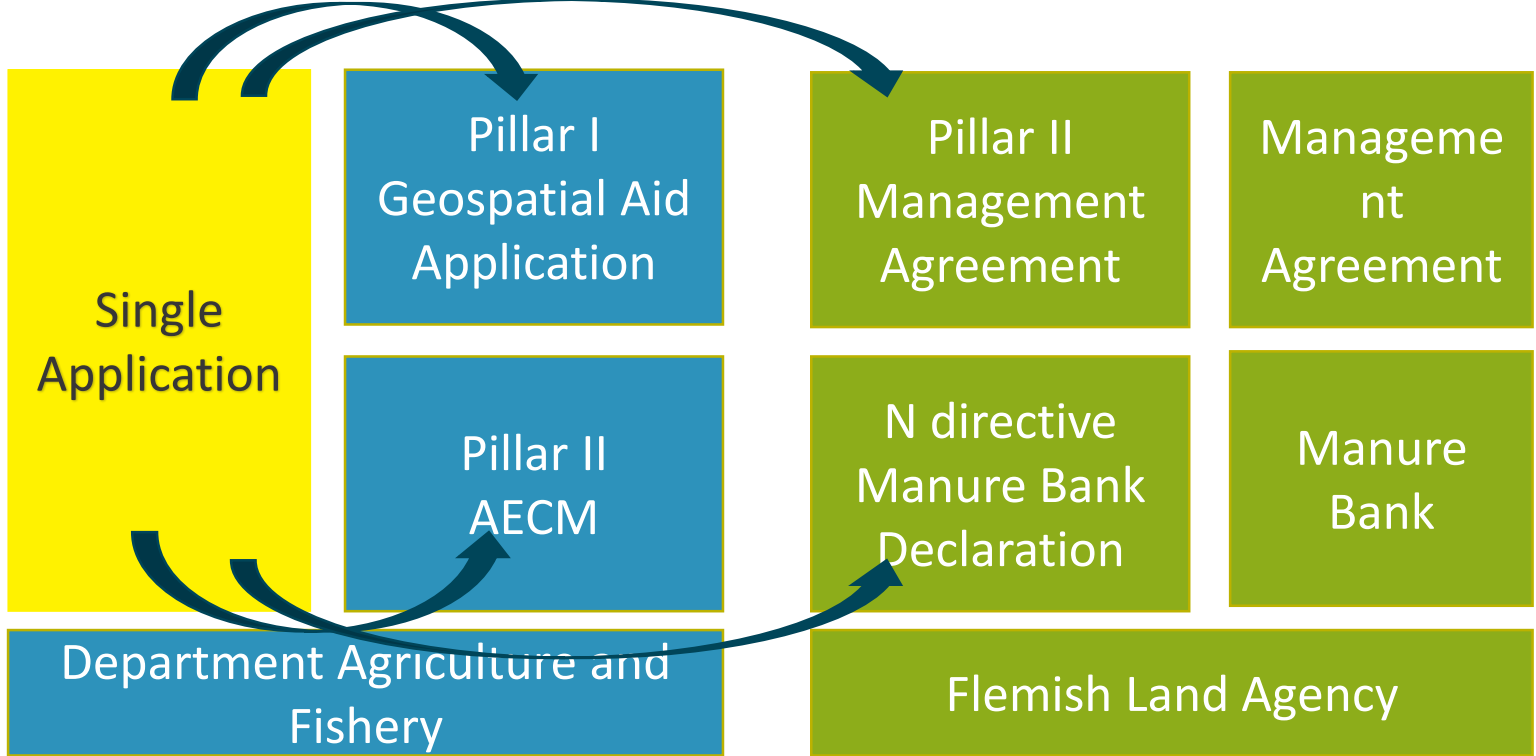 Single
Application
Pillar I
Geospatial Aid
Application
Pillar II
Management
Agreement
Manageme
nt
Agreement
Pillar II
AECM
N directive
Manure Bank
Declaration
Manure
Bank
Department Agriculture and
Fishery
Flemish Land Agency